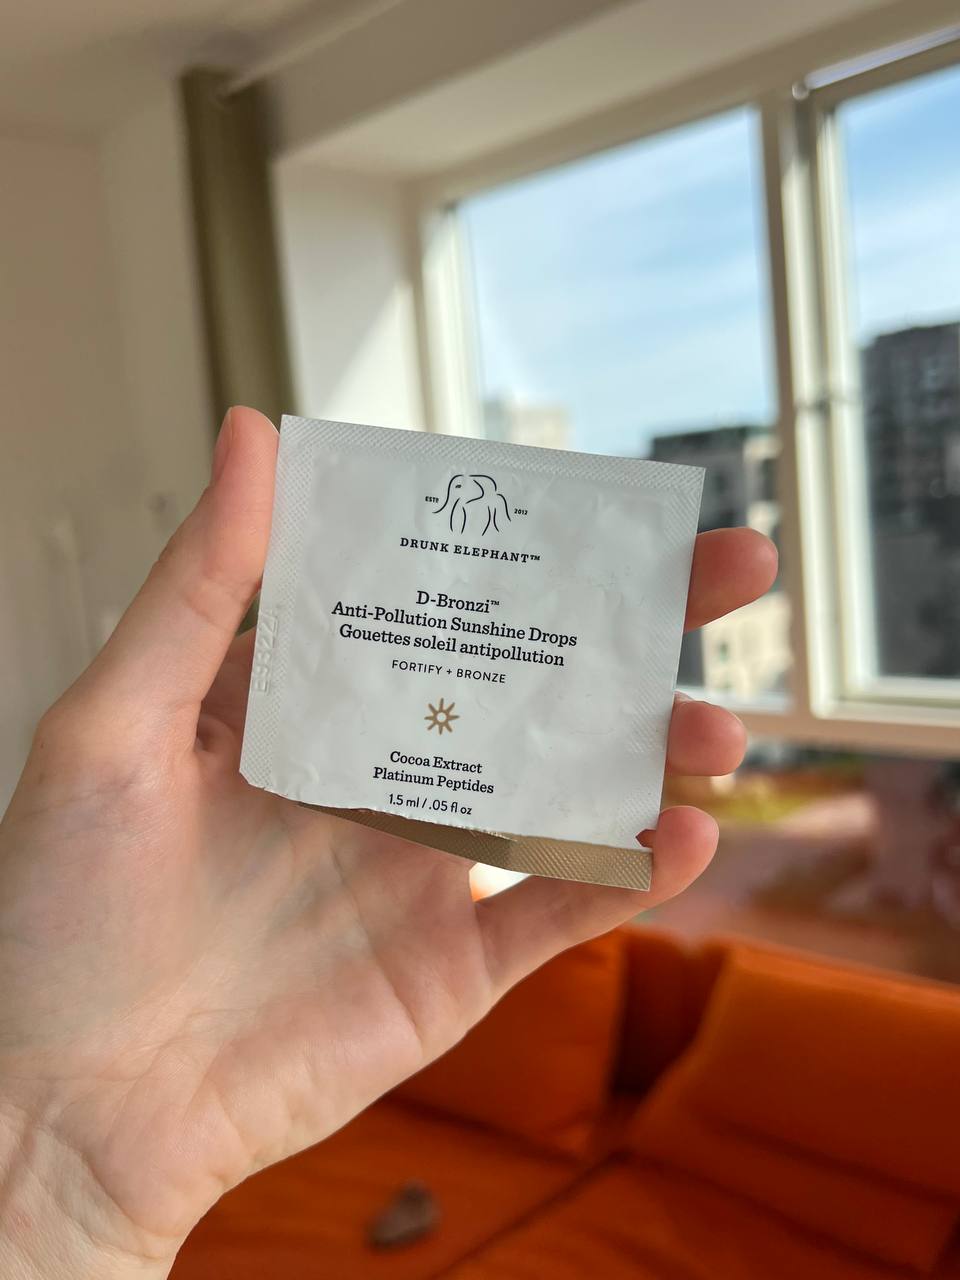 ESTD 2012
DRUNK ELEPHANT™
D-Bronzi™
Anti-Pollution Sunshine Drops
Gouettes soleil antipollution
FORTIFY + BRONZE
Cocoa Extract
Platinum Peptides
1.5 ml / .05 fl oz